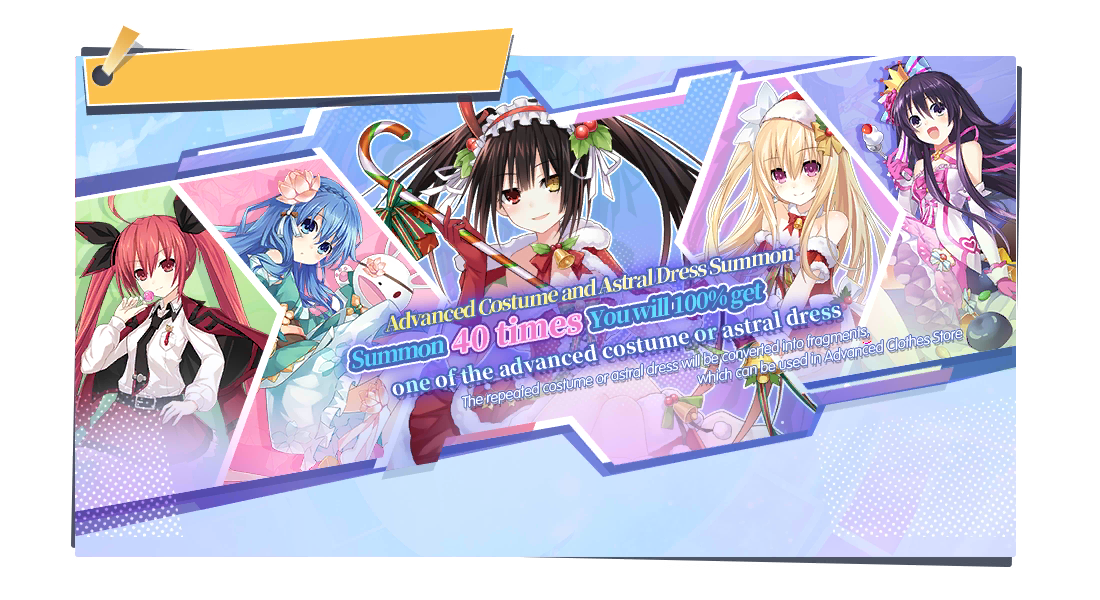 Advanced Costume and Astral Dress Summon
Summon 40 times You will 100% get
one of the advanced costume or astral dress
The repeated costume or astral dress will be converted into fragments,
which can be used in Advanced Clothes Store